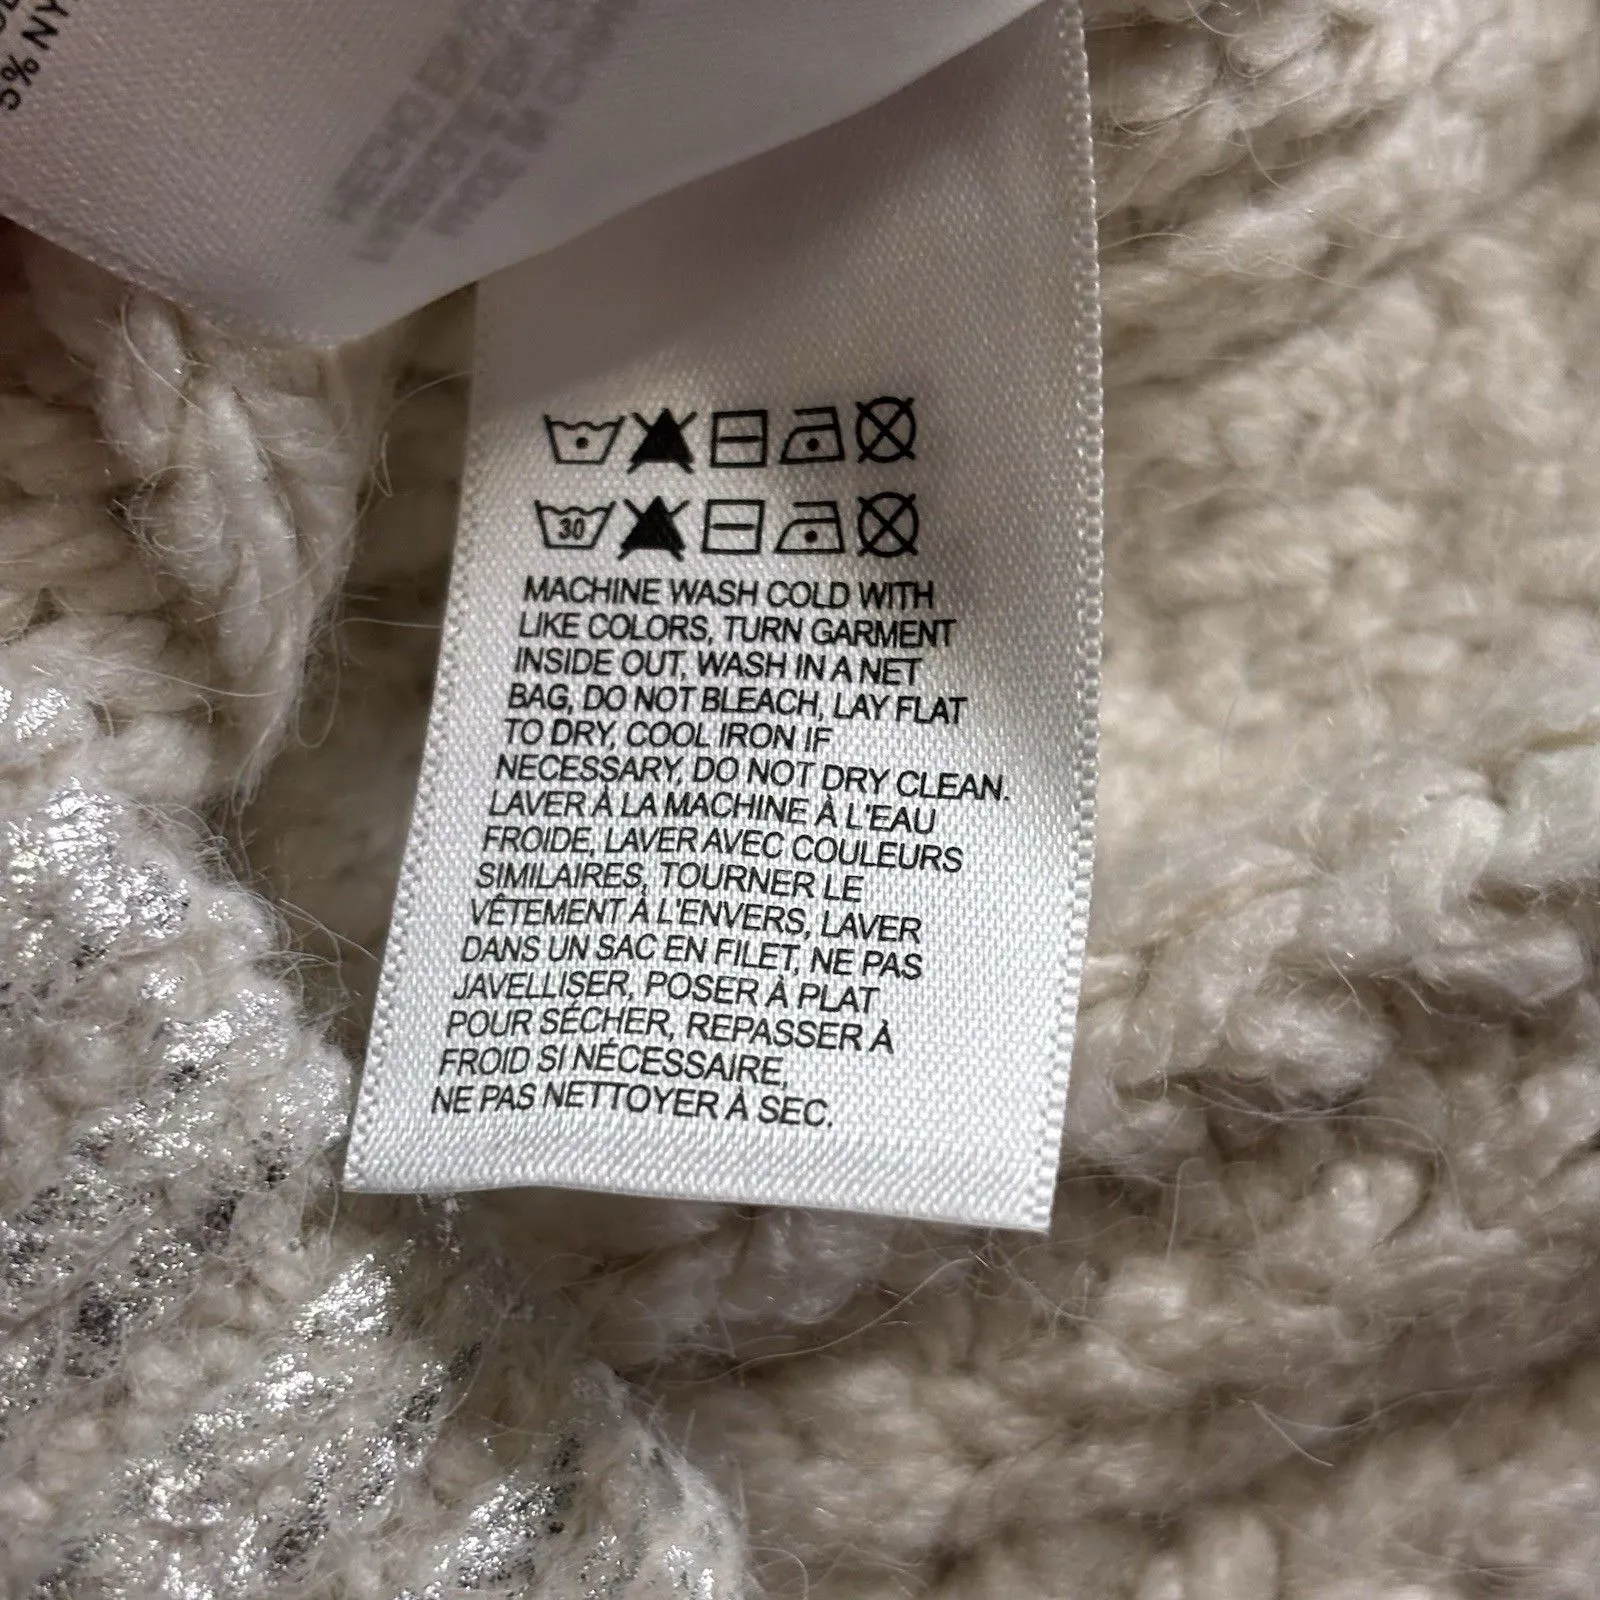 5% NY
30
MACHINE WASH COLD WITH
LIKE COLORS, TURN GARMENT
INSIDE OUT, WASH IN A NET
BAG, DO NOT BLEACH, LAY FLAT
TO DRY, COOL IRON IF
NECESSARY, DO NOT DRY CLEAN.
LAVER À LA MACHINE À L'EAU
FROIDE, LAVER AVEC COULEURS
SIMILAIRES, TOURNER LE
VÊTEMENT À L'ENVERS, LAVER
DANS UN SAC EN FILET, NE PAS
JAVELLISER, POSER À PLAT
POUR SÉCHER, REPASSER À
FROID SI NÉCESSAIRE,
NE PAS NETTOYER À SEC.